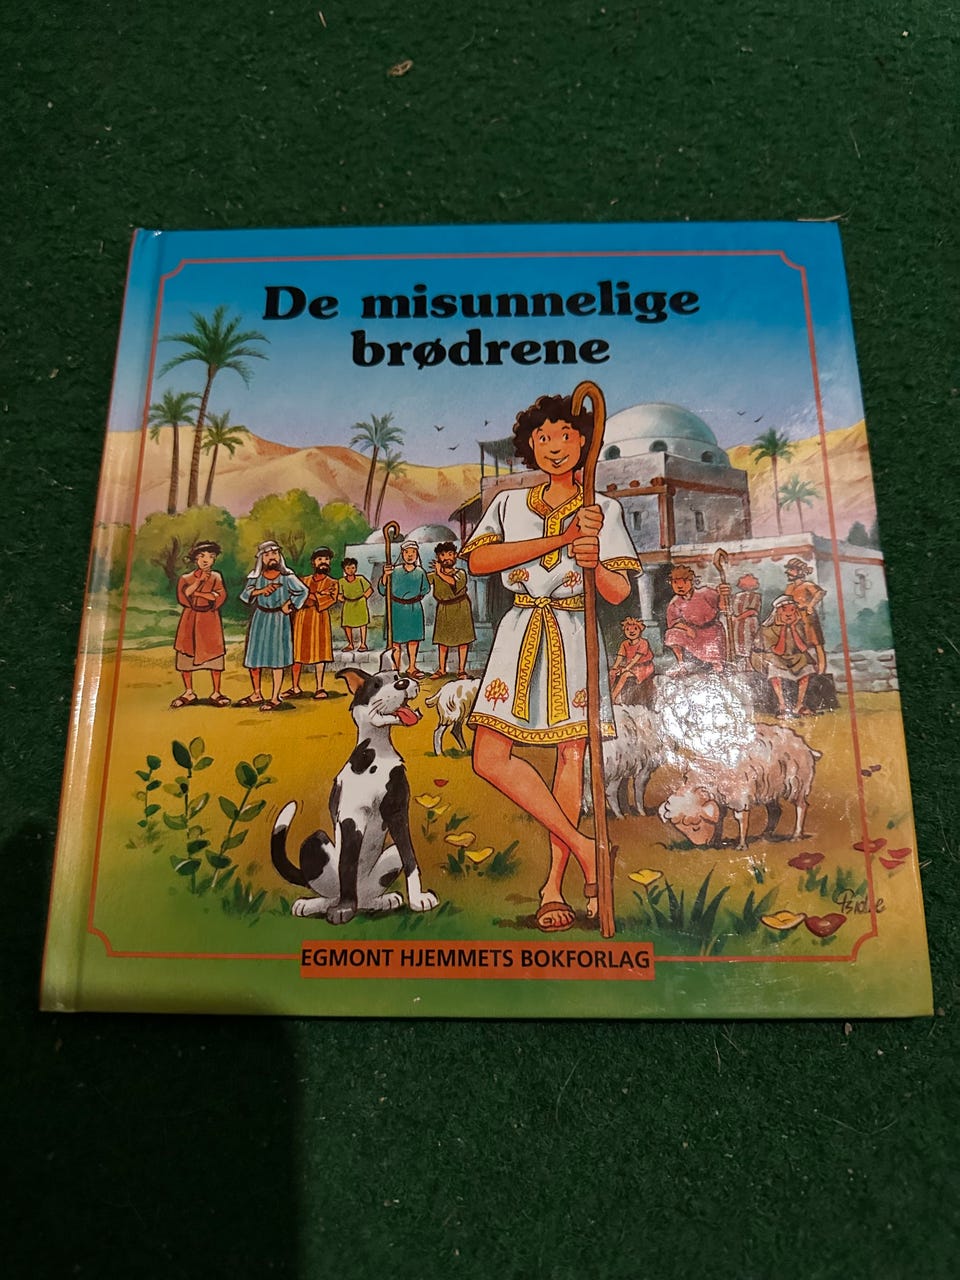 De misunnelige
brødrene
EGMONT HJEMMETS BOKFORLAG